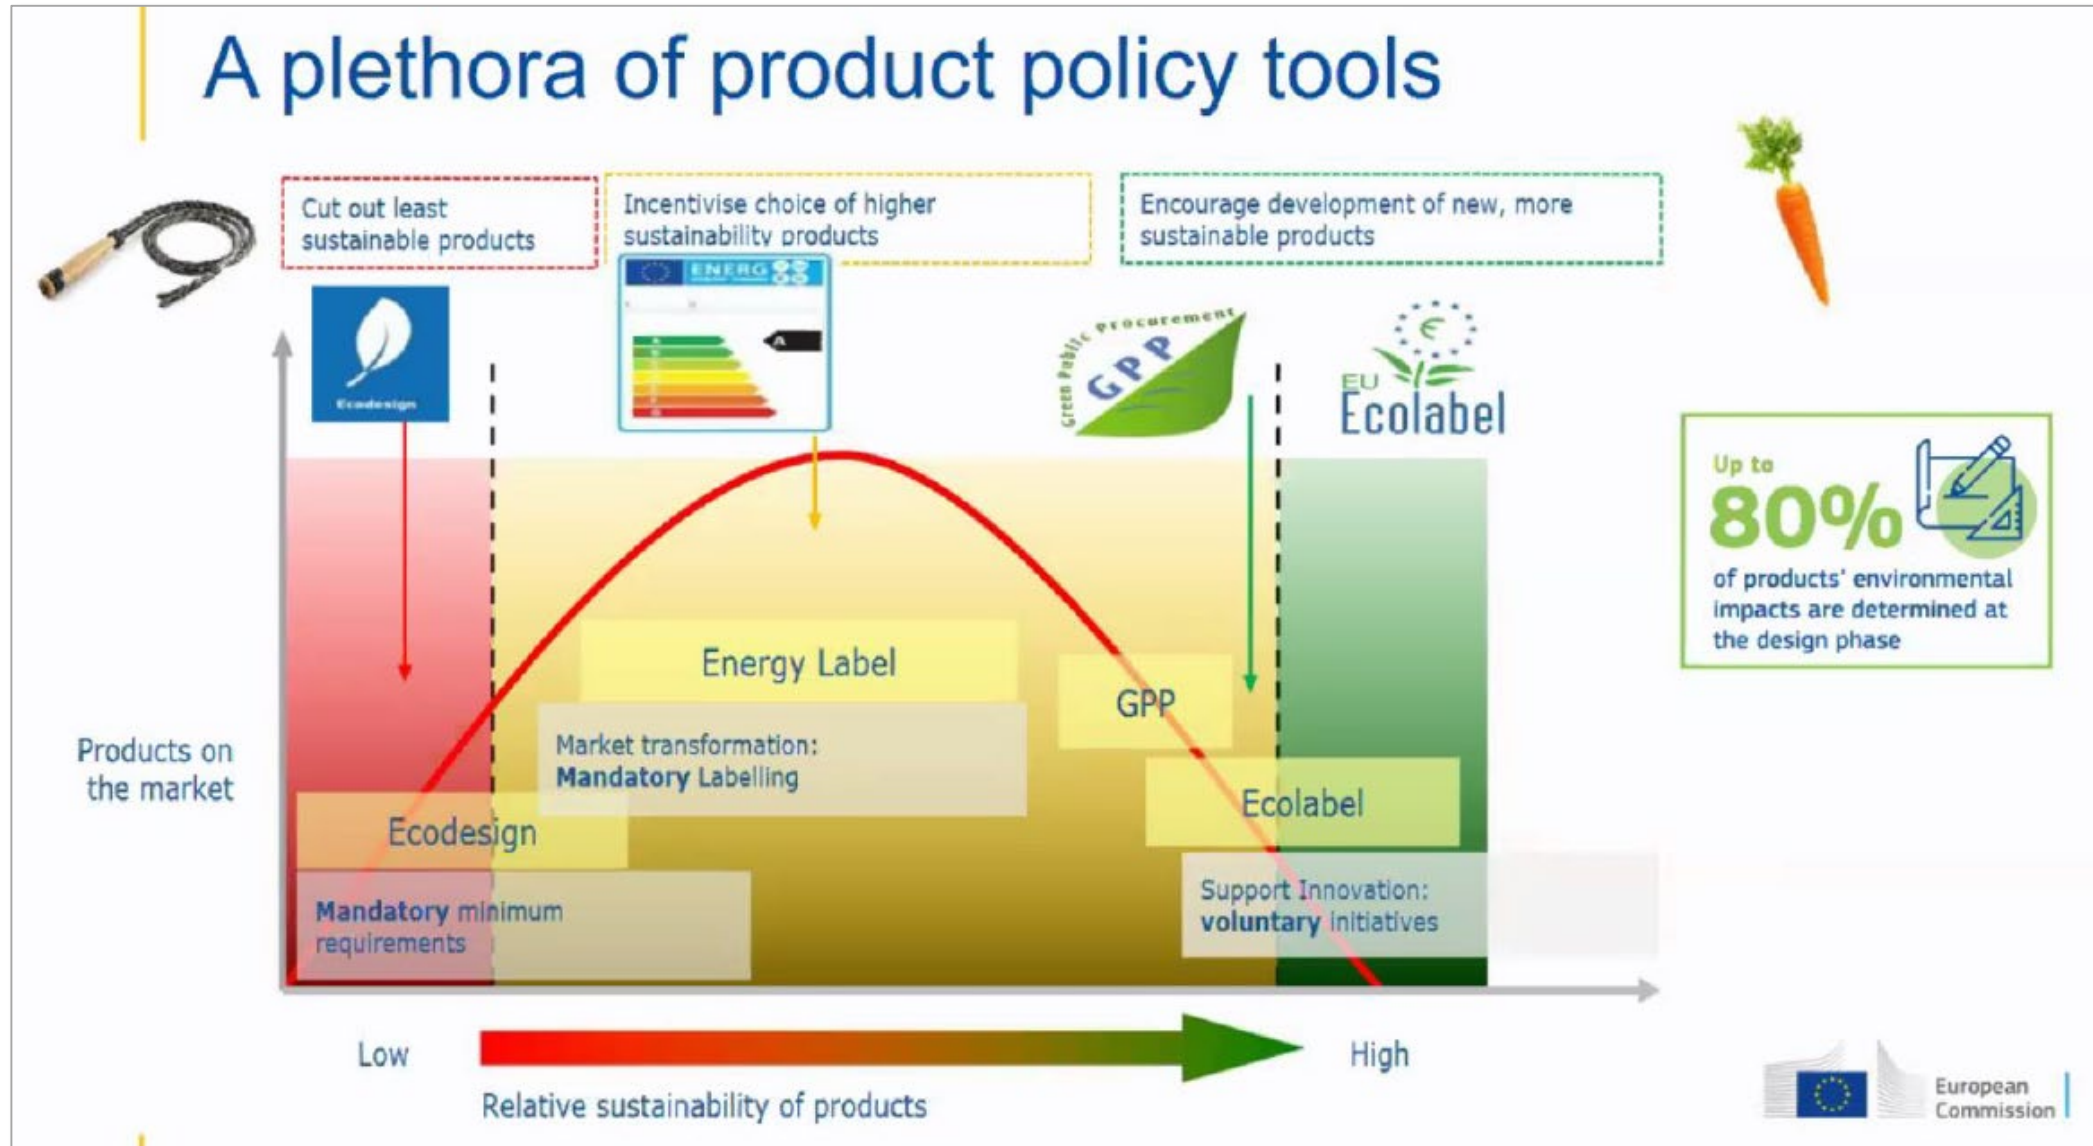 A plethora of product policy tools
Cut out least
sustainable products
Incentivise choice of higher
sustainability products
Encourage development of new, more
sustainable products
Ecodesign
ENERG
A
Green Public Procurement
GPP
EU
Ecolabel
Up to
80%
of products' environmental
impacts are determined at
the design phase
Products on
the market
Energy Label
Market transformation:
Mandatory Labelling
GPP
Ecolabel
Ecodesign
Mandatory minimum
requirements
Support Innovation:
voluntary initiatives
Low
High
Relative sustainability of products
European
Commission